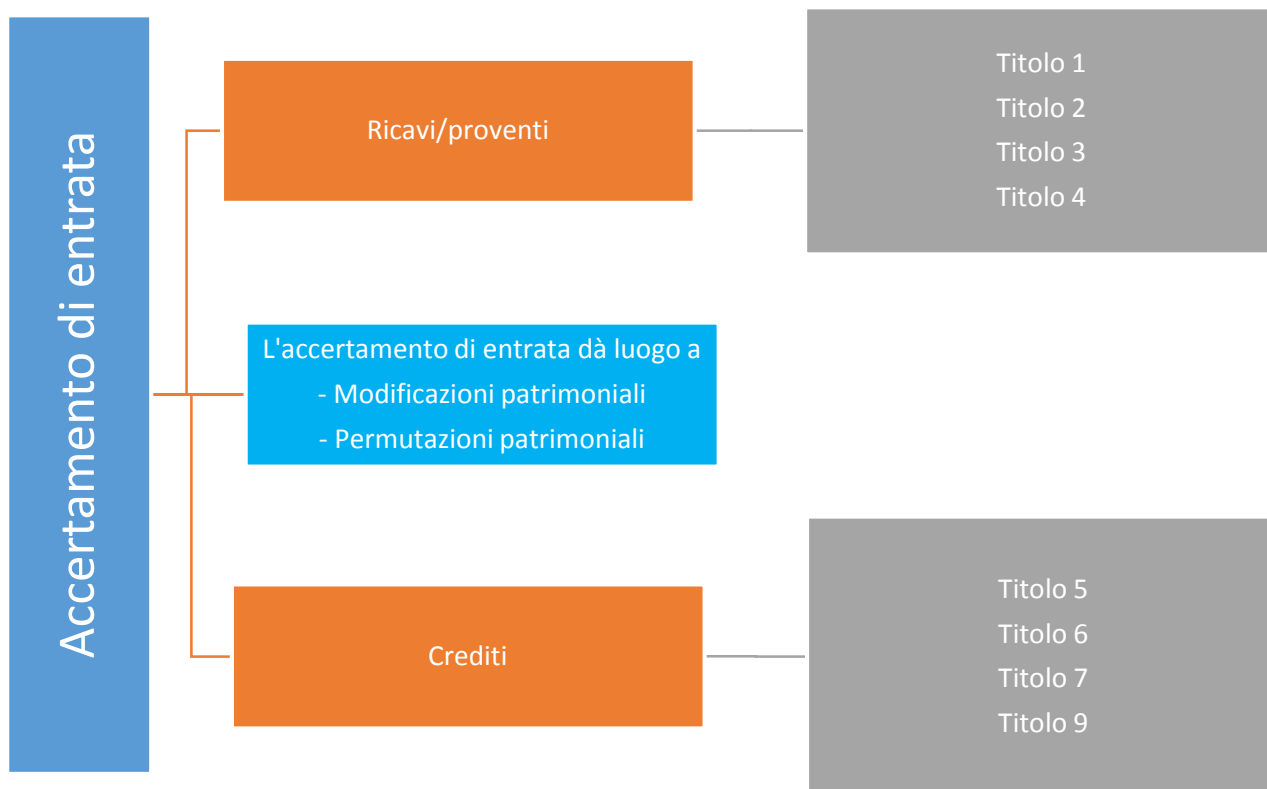 Accertamento di entrata
Ricavi/proventi
Titolo 1
Titolo 2
Titolo 3
Titolo 4
L'accertamento di entrata dà luogo a
- Modificazioni patrimoniali
- Permutazioni patrimoniali
Crediti
Titolo 5
Titolo 6
Titolo 7
Titolo 9